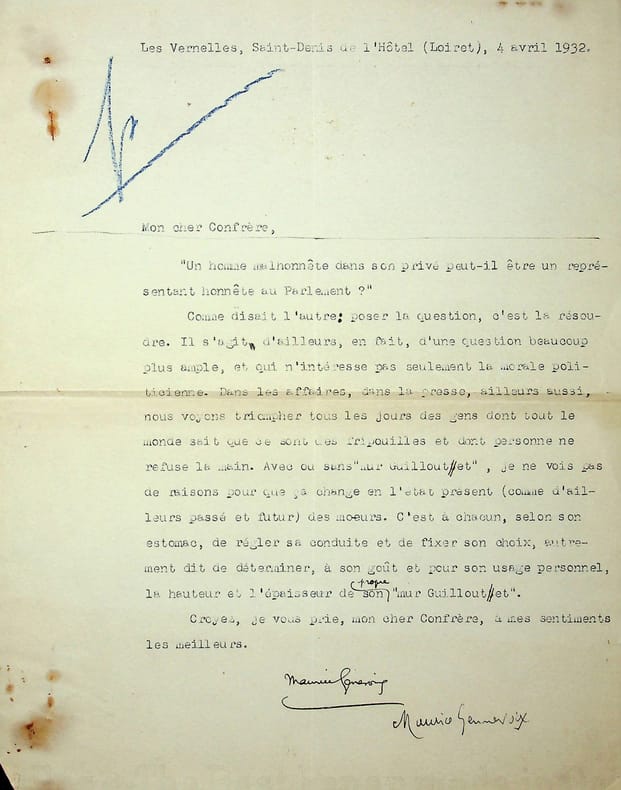 Les Vernelles, Saint-Denis de l'Hôtel (Loiret), 4 avril 1932.
Mon cher Confrère,
"Un homme malhonnête dans son privé peut-il être un repré-
sentant honnête au Parlement ?"
Comme disait l'autre: poser la question, c'est la résou-
dre. Il s'agit, d'ailleurs, en fait, d'une question beaucoup
plus ample, et qui n'intéresse pas seulement la morale poli-
ticienne. Dans les affaires, dans la presse, ailleurs aussi,
nous voyons triompher tous les jours des gens dont tout le
monde sait que ce sont des fripouilles et dont personne ne
refuse la main. Avec ou sans "mur Guilloutet" , je ne vois pas
de raisons pour que ça change en l'état présent (comme d'ail-
leurs passé et futur) des moeurs. C'est à chacun, selon son
estomac, de régler sa conduite et de fixer son choix, autre-
ment dit de déterminer, à son goût et pour son usage personnel,
la hauteur et l'épaisseur de son propre "mur Guilloutet".
Croyez, je vous prie, mon cher Confrère, à mes sentiments
les meilleurs.
Maurice Genevoix
Maurice Gennevoix